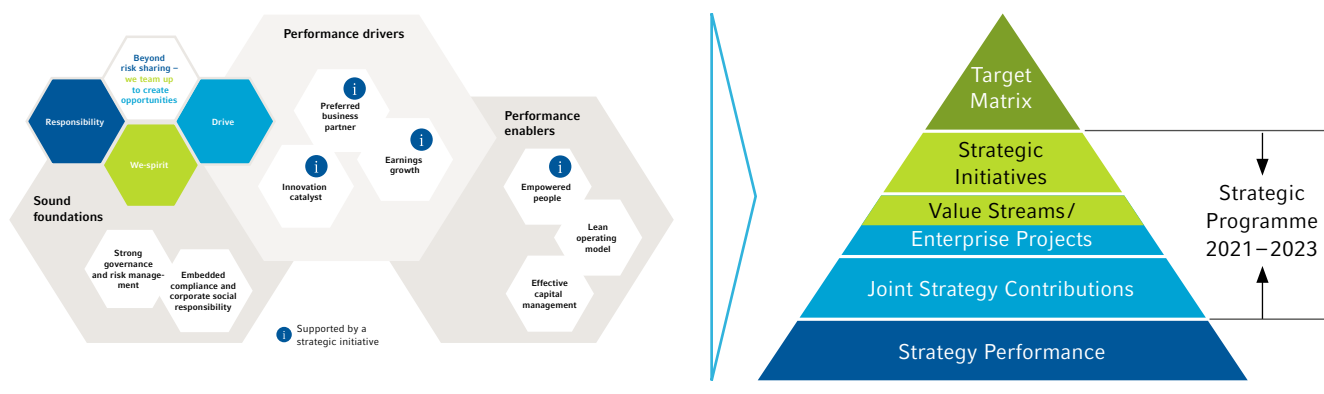 Performance drivers
Beyond
risk sharing –
we team up
to create
opportunities
Responsibility
Drive
We-spirit
i
Preferred
business
partner
i
Earnings
growth
i
Innovation
catalyst
Performance
enablers
i
Empowered
people
Lean
operating
model
Effective
capital
management
Sound
foundations
Strong
governance
and risk manage-
ment
Embedded
compliance and
corporate social
responsibility
i
Supported by a
strategic initiative
Target
Matrix
Strategic
Initiatives
Value Streams/
Enterprise Projects
Joint Strategy Contributions
Strategy Performance
Strategic
Programme
2021–2023